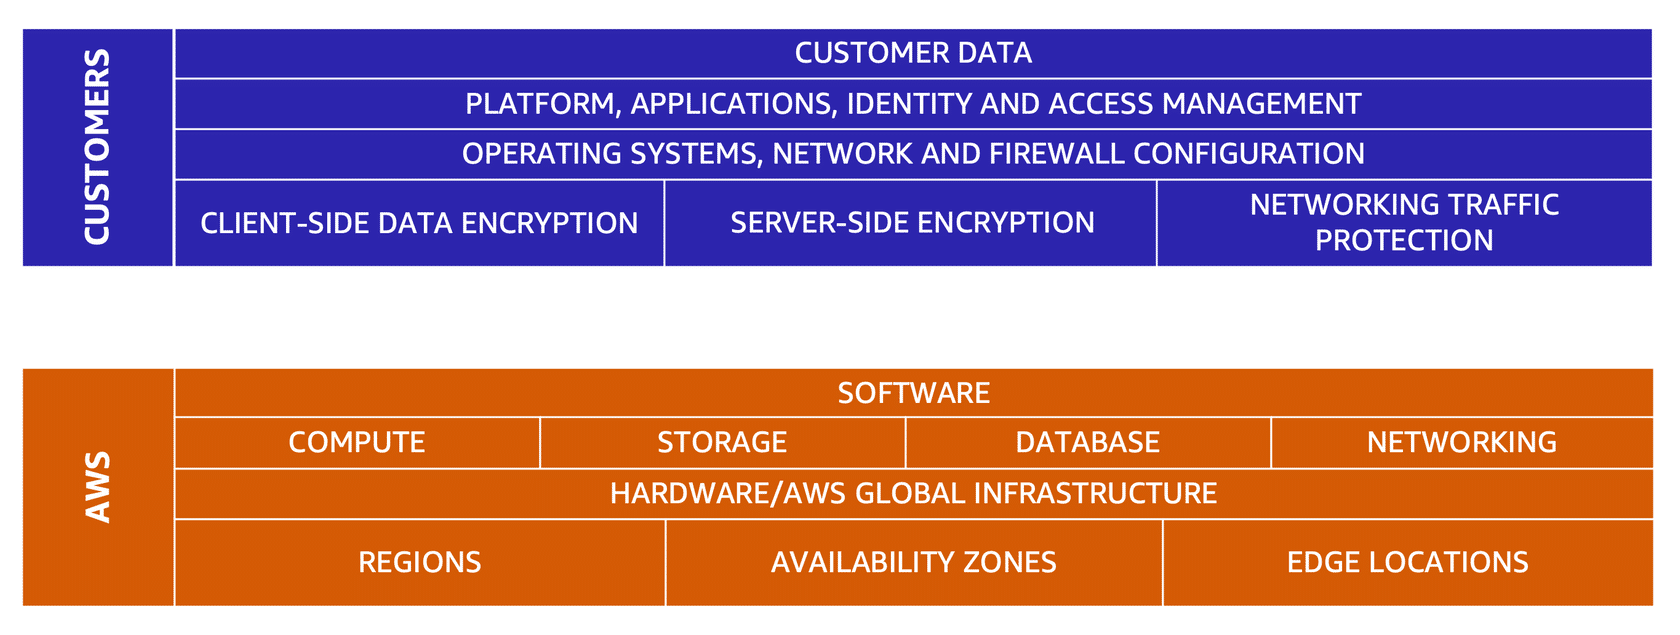 CUSTOMERS
CUSTOMER DATA
PLATFORM, APPLICATIONS, IDENTITY AND ACCESS MANAGEMENT
OPERATING SYSTEMS, NETWORK AND FIREWALL CONFIGURATION
CLIENT-SIDE DATA ENCRYPTION
SERVER-SIDE ENCRYPTION
NETWORKING TRAFFIC
PROTECTION
AWS
SOFTWARE
COMPUTE
STORAGE
DATABASE
NETWORKING
HARDWARE/AWS GLOBAL INFRASTRUCTURE
REGIONS
AVAILABILITY ZONES
EDGE LOCATIONS